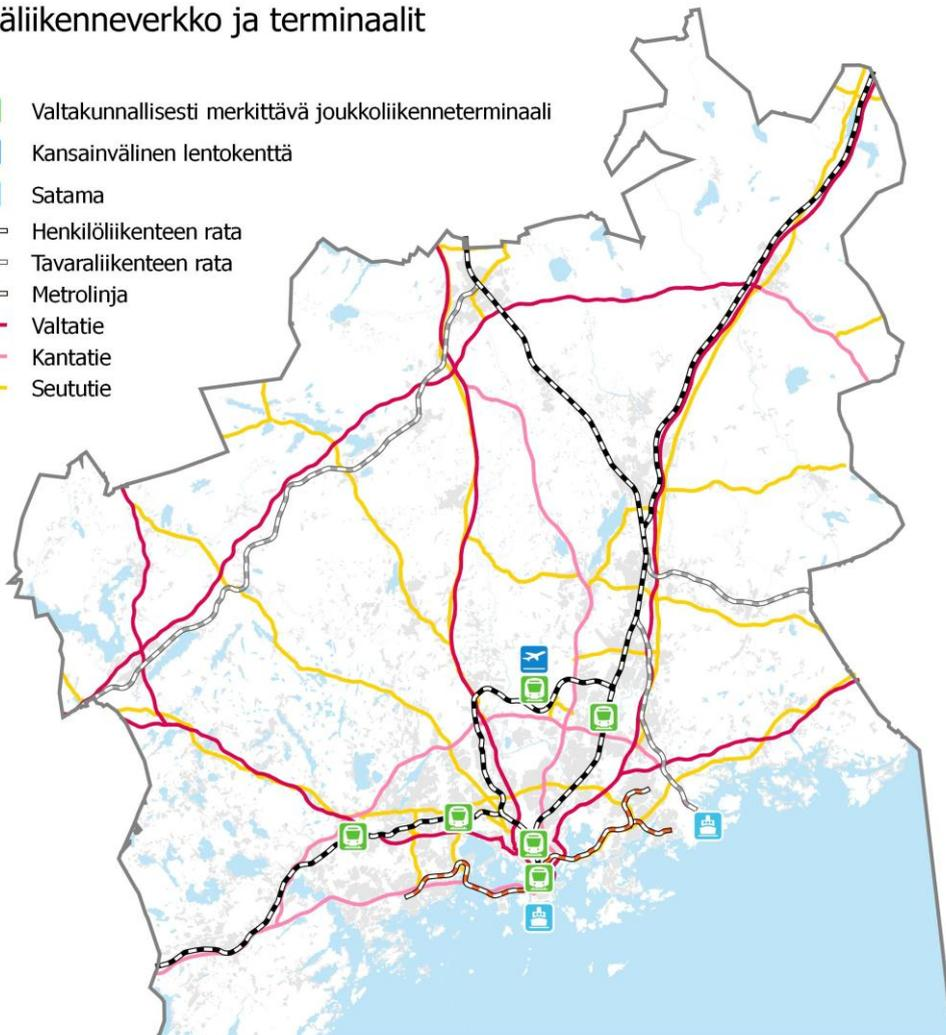 äliikenneverkko ja terminaalit
Valtakunnallisesti merkittävä joukkoliikenneterminaali
Kansainvälinen lentokenttä
Satama
Henkilöliikenteen rata
Tavaraliikenteen rata
Metrolinja
Valtatie
Kantatie
Seututie